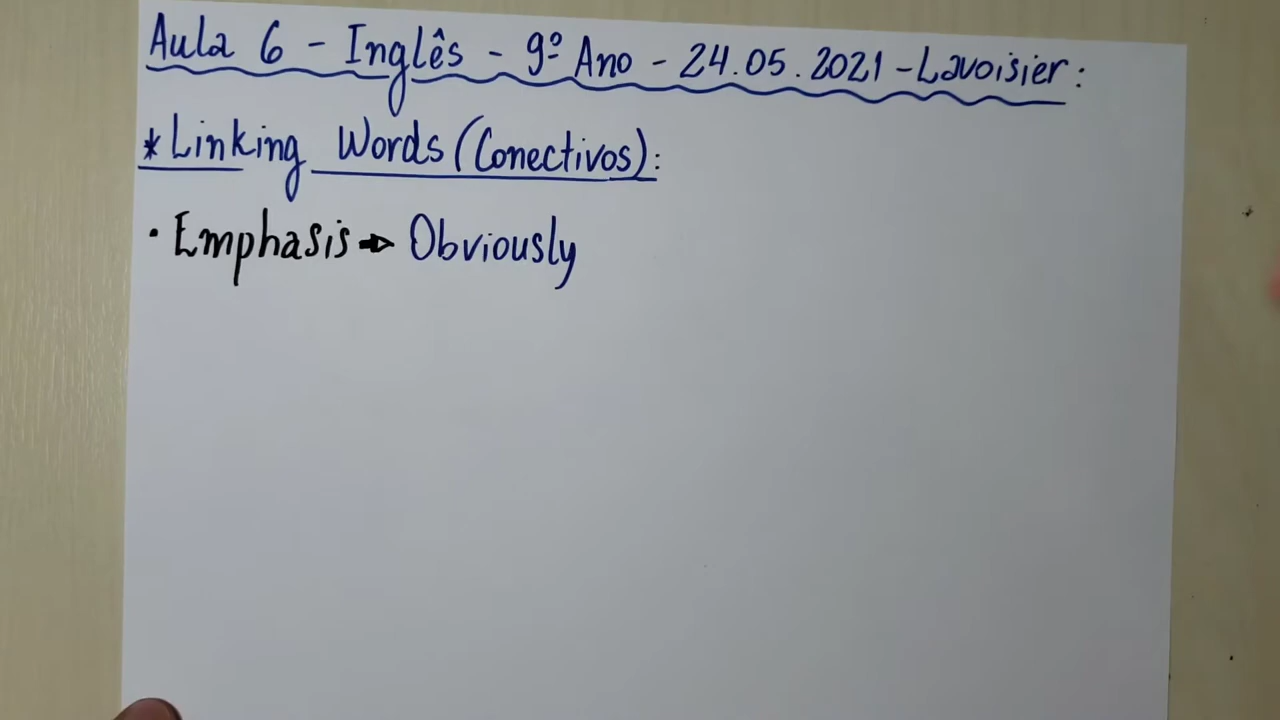 Aula 6 - Inglês - 9º Ano - 24.05.2021 - Lavoisier:
*Linking Words (Conectivos):
• Emphasis ➔ Obviously